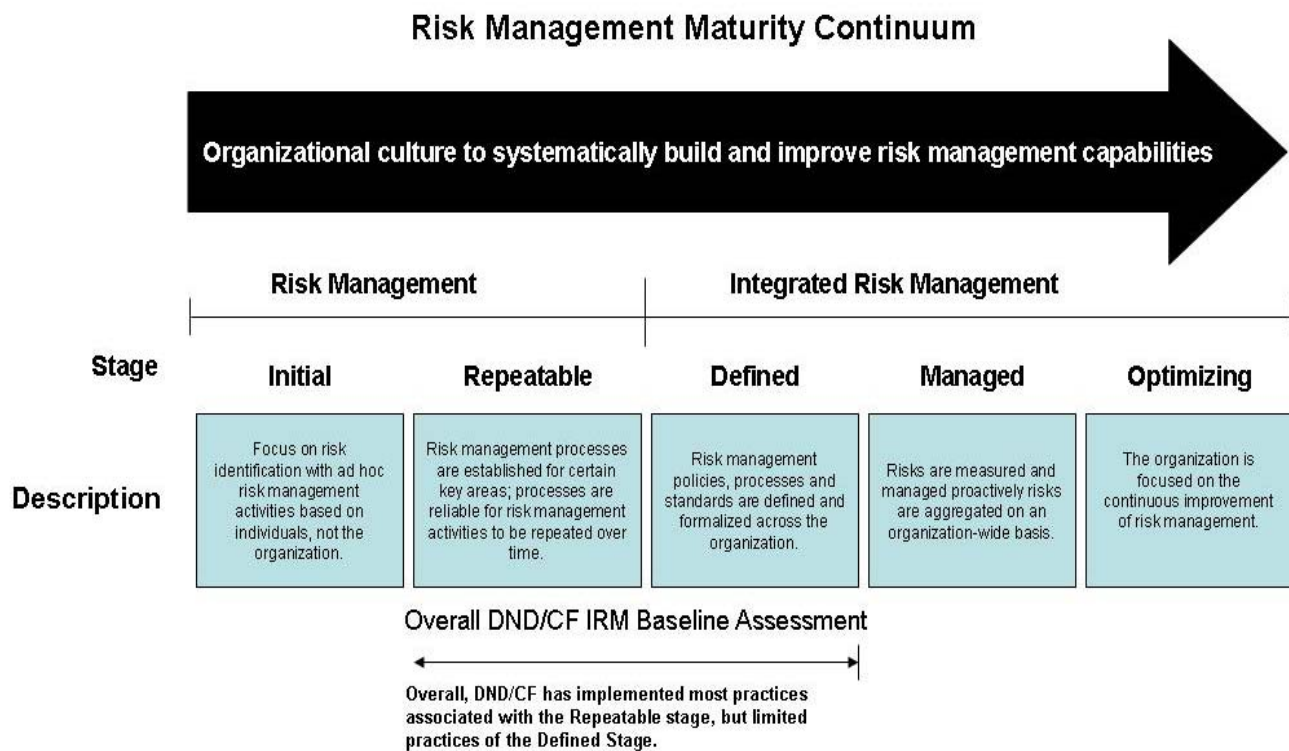 Risk Management Maturity Continuum
Organizational culture to systematically build and improve risk management capabilities
Risk Management
Integrated Risk Management
Stage
Initial
Repeatable
Defined
Managed
Optimizing
Description
Focus on risk
identification with ad hoc
risk management
activities based on
individuals, not the
organization.
Risk management processes
are established for certain
key areas; processes are
reliable for risk management
activities to be repeated over
time.
Risk management
policies, processes and
standards are defined and
formalized across the
organization.
Risks are measured and
managed proactively risks
are aggregated on an
organization-wide basis.
The organization is
focused on the
continuous improvement
of risk management.
Overall DND/CF IRM Baseline Assessment
Overall, DND/CF has implemented most practices
associated with the Repeatable stage, but limited
practices of the Defined Stage.